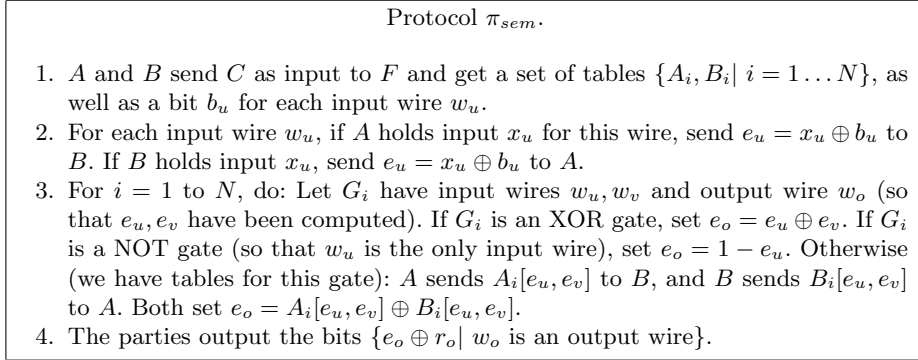 Protocol π_sem.
1. A and B send C as input to F and get a set of tables {A_i, B_i| i = 1 . . . N}, as
well as a bit b_u for each input wire w_u.
2. For each input wire w_u, if A holds input x_u for this wire, send e_u = x_u ⊕ b_u to
B. If B holds input x_u, send e_u = x_u ⊕ b_u to A.
3. For i = 1 to N, do: Let G_i have input wires w_u, w_v and output wire w_o (so
that e_u, e_v have been computed). If G_i is an XOR gate, set e_o = e_u ⊕ e_v. If G_i
is a NOT gate (so that w_u is the only input wire), set e_o = 1 − e_u. Otherwise
(we have tables for this gate): A sends A_i[e_u, e_v] to B, and B sends B_i[e_u, e_v]
to A. Both set e_o = A_i[e_u, e_v] ⊕ B_i[e_u, e_v].
4. The parties output the bits {e_o ⊕ r_o| w_o is an output wire}.